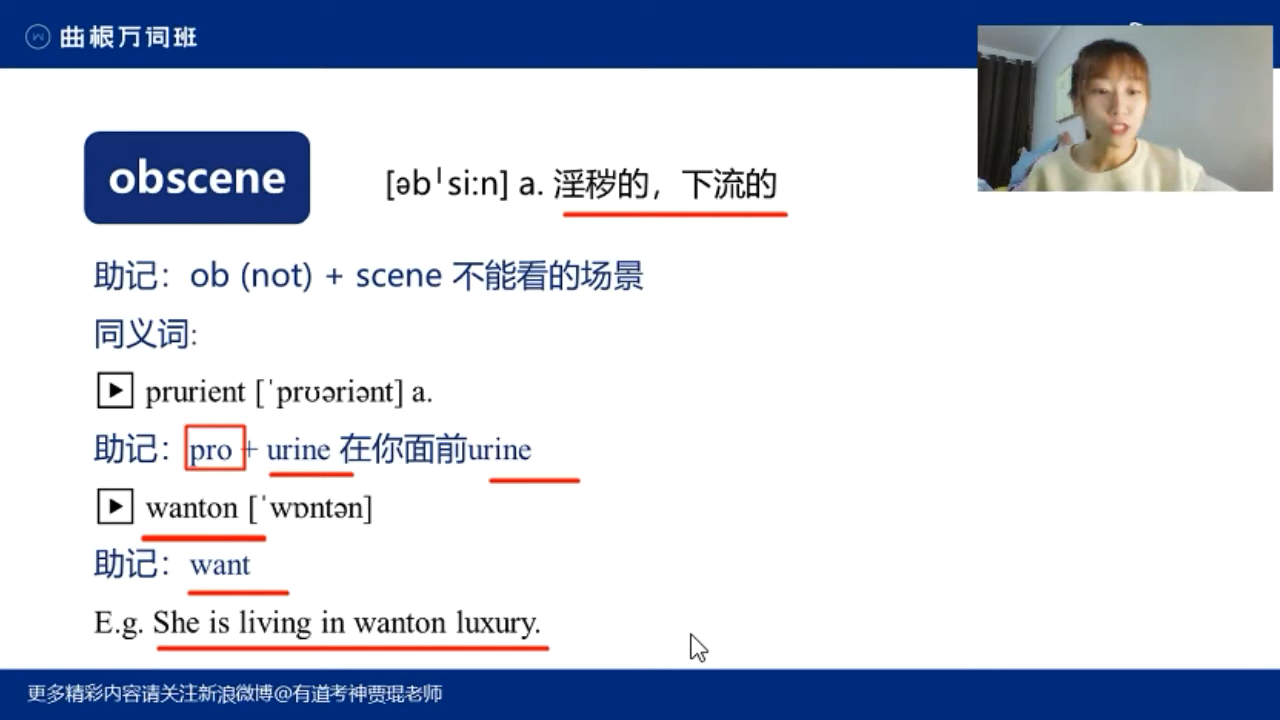 曲根万词班
obscene
[əbˈsi:n] a. 淫秽的，下流的
助记：ob (not) + scene 不能看的场景
同义词:
prurient [ˈprʊəriənt] a.
助记：pro + urine 在你面前urine
wanton [ˈwɒntən]
助记：want
E.g. She is living in wanton luxury.
更多精彩内容请关注新浪微博@有道考神贾琨老师